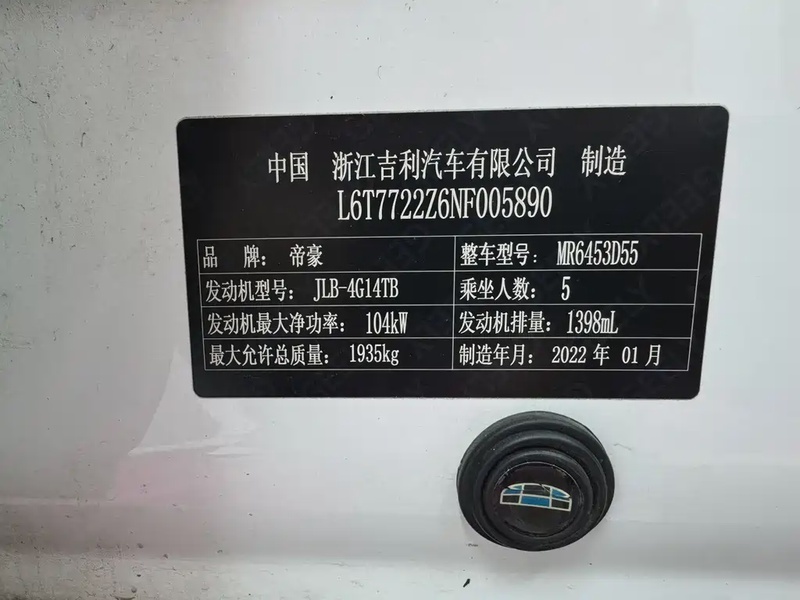 中国 浙江吉利汽车有限公司 制造
L6T7722Z6NF005890
品 牌：帝豪 整车型号：MR6453D55
发动机型号：JLB-4G14TB 乘坐人数：5
发动机最大净功率：104kW 发动机排量：1398mL
最大允许总质量：1935kg 制造年月：2022 年 01 月